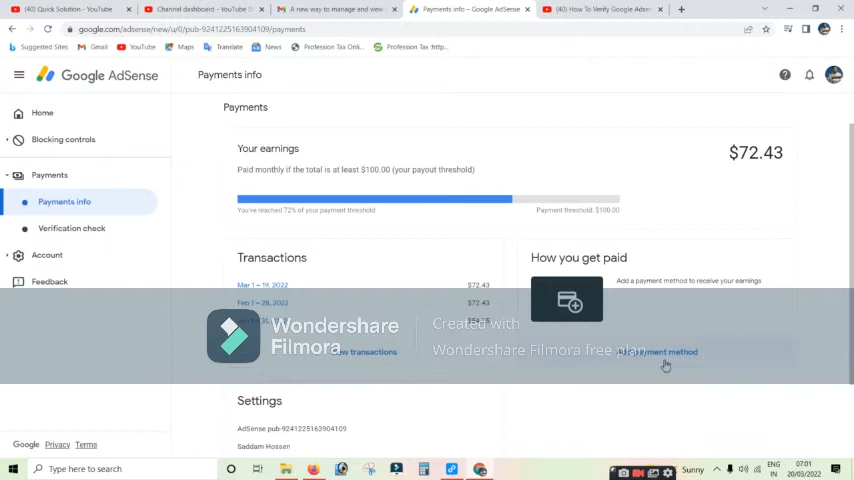 (40) Quick Solution - YouTube
Channel dashboard - YouTube St
A new way to manage and view
Payments info – Google AdSense
(40) How To Verify Google Adsen
google.com/adsense/new/u/0/pub-9241225163904109/payments
Suggested Sites
Gmail
YouTube
Maps
Translate
News
Profession Tax Onli...
Profession Tax :http...
Google AdSense
Payments info
Home
Blocking controls
Payments
Payments info
Verification check
Account
Feedback
Payments
Your earnings
$72.43
Paid monthly if the total is at least $100.00 (your payout threshold)
You've reached 72% of your payment threshold
Payment threshold: $100.00
Transactions
Mar 1 – 19, 2022
$72.43
Feb 1 – 28, 2022
$72.43
31,
How you get paid
Add a payment method to receive your earnings
Wondershare
Filmora
Created with
Wondershare Filmora free plan
transactions
payment method
Settings
AdSense pub-9241225163904109
Saddam Hossen
Google
Privacy
Terms
Type here to search
Sunny
ENG
IN
07:01
20/03/2022